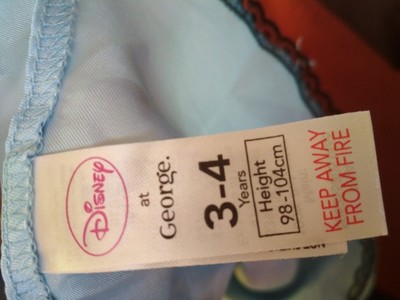 Disney
at
George.
3-4
Years
Height
98-104cm
KEEP AWAY
FROM FIRE